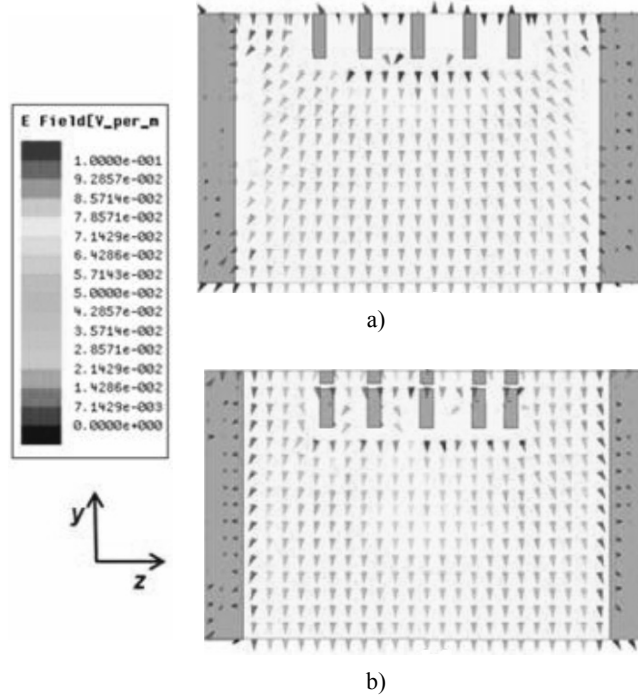 E Field[V_per_m
1.0000e-001
9.2857e-002
8.5714e-002
7.8571e-002
7.1429e-002
6.4286e-002
5.7143e-002
5.0000e-002
4.2857e-002
3.5714e-002
2.8571e-002
2.1429e-002
1.4286e-002
7.1429e-003
0.0000e+000
y
z
a)
b)